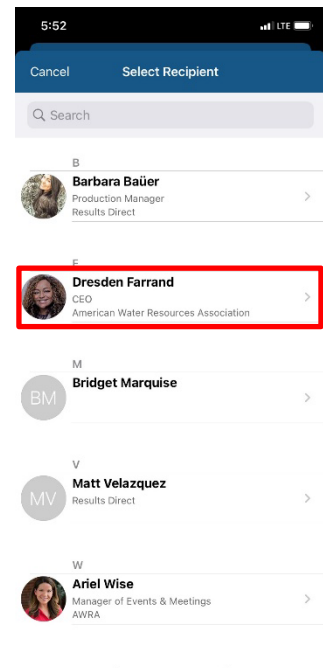 5:52
LTE
Cancel
Select Recipient
Search
B
Barbara Baüer
Production Manager
Results Direct
F
Dresden Farrand
CEO
American Water Resources Association
M
BM
Bridget Marquise
V
MV
Matt Velazquez
Results Direct
W
Ariel Wise
Manager of Events & Meetings
AWRA